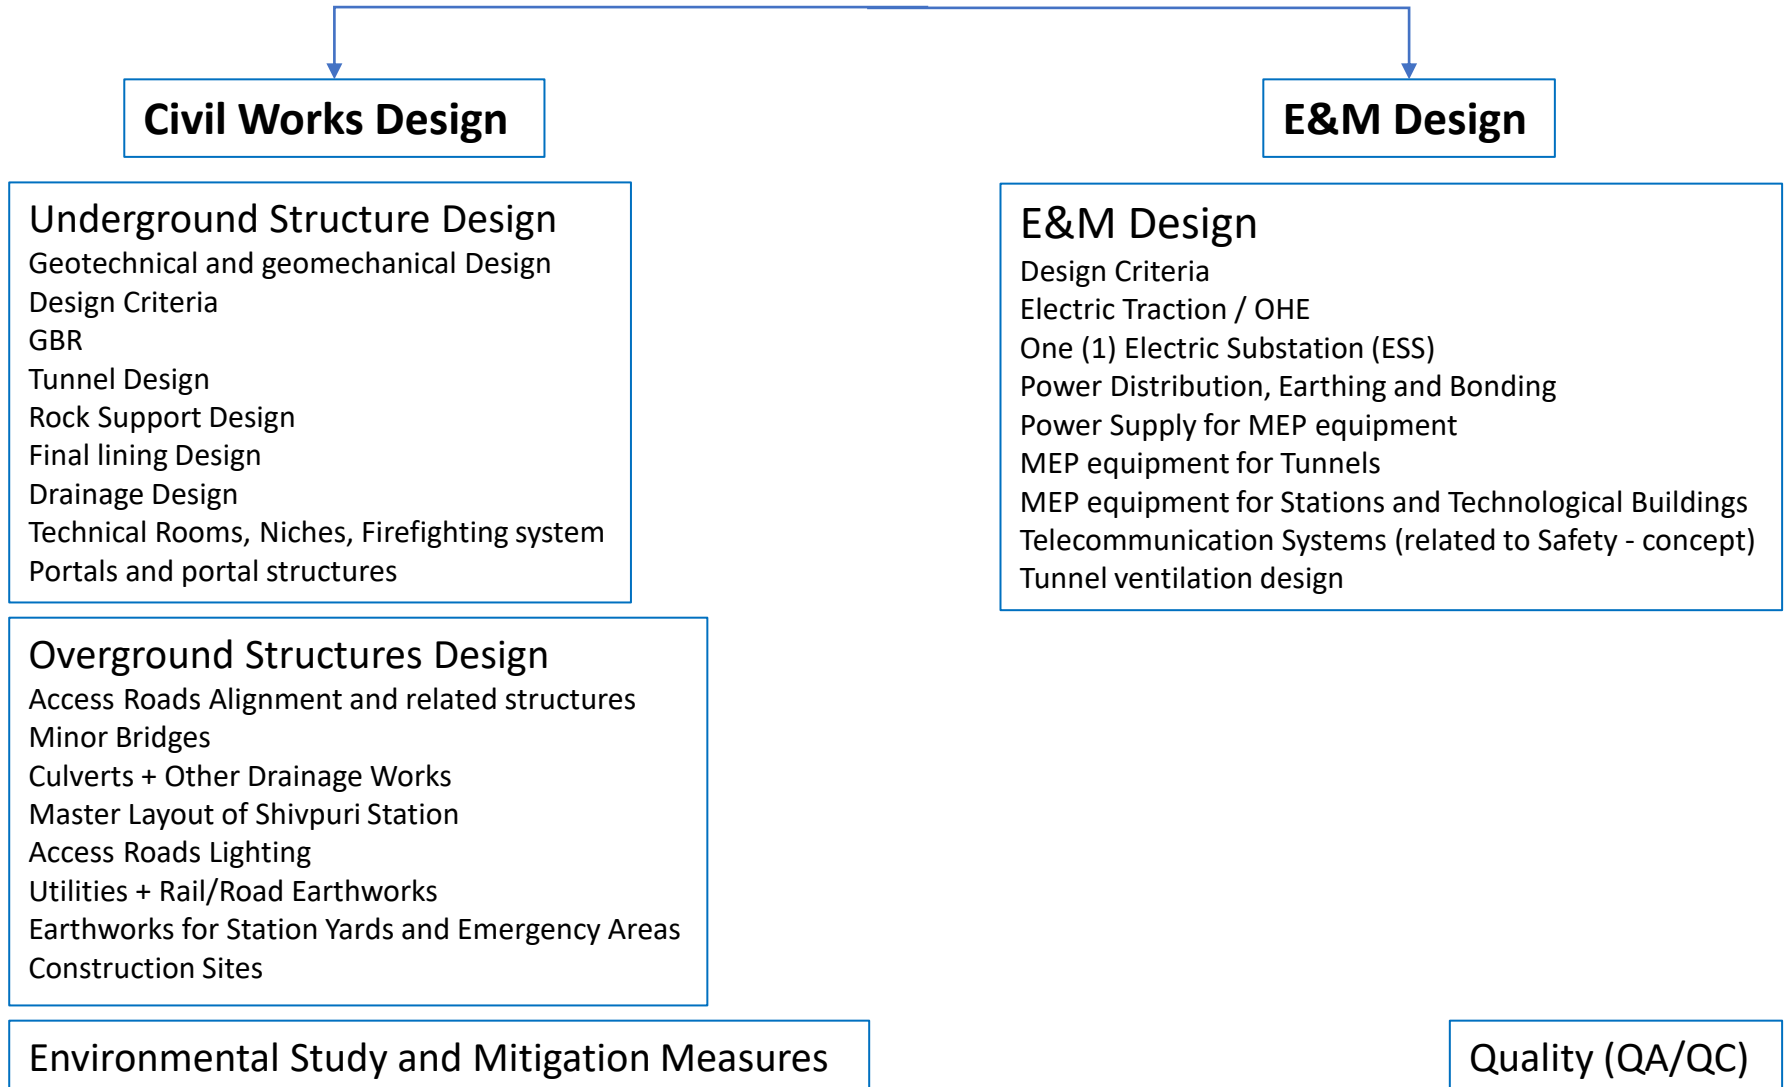 Civil Works Design
E&M Design
Underground Structure Design
Geotechnical and geomechanical Design
Design Criteria
GBR
Tunnel Design
Rock Support Design
Final lining Design
Drainage Design
Technical Rooms, Niches, Firefighting system
Portals and portal structures
E&M Design
Design Criteria
Electric Traction / OHE
One (1) Electric Substation (ESS)
Power Distribution, Earthing and Bonding
Power Supply for MEP equipment
MEP equipment for Tunnels
MEP equipment for Stations and Technological Buildings
Telecommunication Systems (related to Safety - concept)
Tunnel ventilation design
Overground Structures Design
Access Roads Alignment and related structures
Minor Bridges
Culverts + Other Drainage Works
Master Layout of Shivpuri Station
Access Roads Lighting
Utilities + Rail/Road Earthworks
Earthworks for Station Yards and Emergency Areas
Construction Sites
Environmental Study and Mitigation Measures
Quality (QA/QC)